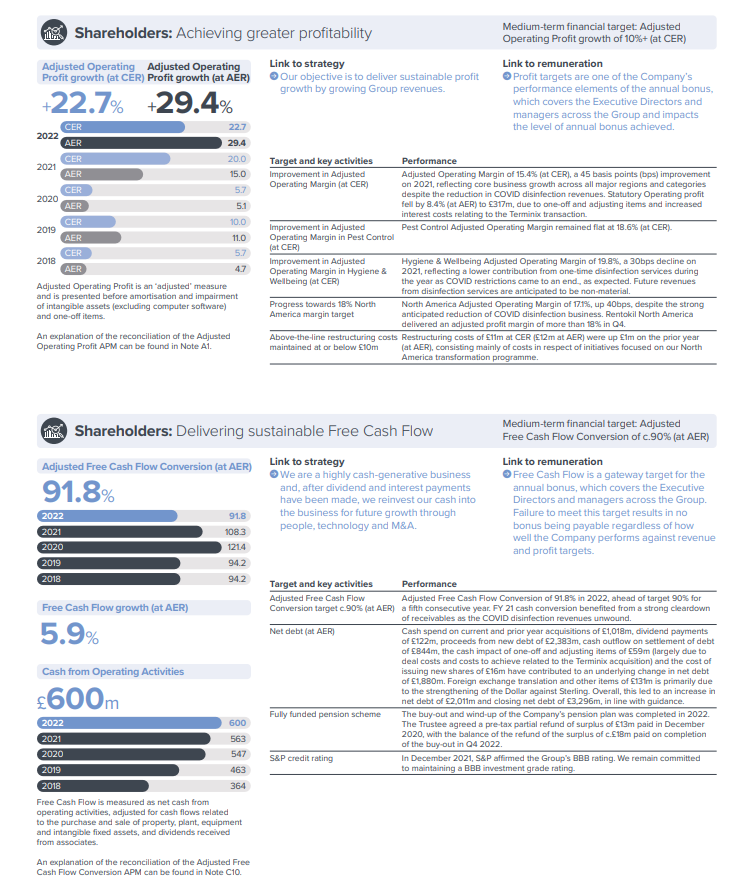 Shareholders: Achieving greater profitability
Medium-term financial target: Adjusted
Operating Profit growth of 10%+ (at CER)
Adjusted Operating
Profit growth (at CER)
Adjusted Operating
Profit growth (at AER)
+22.7%
+29.4%
2022
CER 22.7
AER 29.4
2021
CER 20.0
AER 15.0
2020
CER 5.7
AER 5.1
2019
CER 10.0
AER 11.0
2018
CER 5.7
AER 4.7
Adjusted Operating Profit is an 'adjusted' measure
and is presented before amortisation and impairment
of intangible assets (excluding computer software)
and one-off items.
An explanation of the reconciliation of the Adjusted
Operating Profit APM can be found in Note A1.
Link to strategy
Our objective is to deliver sustainable profit
growth by growing Group revenues.
Link to remuneration
Profit targets are one of the Company's
performance elements of the annual bonus,
which covers the Executive Directors and
managers across the Group and impacts
the level of annual bonus achieved.
Target and key activities
Performance
Improvement in Adjusted
Operating Margin (at CER)
Adjusted Operating Margin of 15.4% (at CER), a 45 basis points (bps) improvement
on 2021, reflecting core business growth across all major regions and categories
despite the reduction in COVID disinfection revenues. Statutory Operating profit
fell by 8.4% (at AER) to £317m, due to one-off and adjusting items and increased
interest costs relating to the Terminix transaction.
Improvement in Adjusted
Operating Margin in Pest Control
(at CER)
Pest Control Adjusted Operating Margin remained flat at 18.6% (at CER).
Improvement in Adjusted
Operating Margin in Hygiene &
Wellbeing (at CER)
Hygiene & Wellbeing Adjusted Operating Margin of 19.8%, a 30bps decline on
2021, reflecting a lower contribution from one-time disinfection services during
the year as COVID restrictions came to an end., as expected. Future revenues
from disinfection services are anticipated to be non-material.
Progress towards 18% North
America margin target
North America Adjusted Operating Margin of 17.1%, up 40bps, despite the strong
anticipated reduction of COVID disinfection business. Rentokil North America
delivered an adjusted profit margin of more than 18% in Q4.
Above-the-line restructuring costs
maintained at or below £10m
Restructuring costs of £11m at CER (£12m at AER) were up £1m on the prior year
(at AER), consisting mainly of costs in respect of initiatives focused on our North
America transformation programme.
Shareholders: Delivering sustainable Free Cash Flow
Medium-term financial target: Adjusted
Free Cash Flow Conversion of c.90% (at AER)
Adjusted Free Cash Flow Conversion (at AER)
91.8%
2022 91.8
2021 108.3
2020 121.4
2019 94.2
2018 94.2
Free Cash Flow growth (at AER)
5.9%
Cash from Operating Activities
£600m
2022 600
2021 563
2020 547
2019 463
2018 364
Free Cash Flow is measured as net cash from
operating activities, adjusted for cash flows related
to the purchase and sale of property, plant, equipment
and intangible fixed assets, and dividends received
from associates.
An explanation of the reconciliation of the Adjusted Free
Cash Flow Conversion APM can be found in Note C10.
Link to strategy
We are a highly cash-generative business
and, after dividend and interest payments
have been made, we reinvest our cash into
the business for future growth through
people, technology and M&A.
Link to remuneration
Free Cash Flow is a gateway target for the
annual bonus, which covers the Executive
Directors and managers across the Group.
Failure to meet this target results in no
bonus being payable regardless of how
well the Company performs against revenue
and profit targets.
Target and key activities
Performance
Adjusted Free Cash Flow
Conversion target c.90% (at AER)
Adjusted Free Cash Flow Conversion of 91.8% in 2022, ahead of target 90% for
a fifth consecutive year. FY 21 cash conversion benefited from a strong cleardown
of receivables as the COVID disinfection revenues unwound.
Net debt (at AER)
Cash spend on current and prior year acquisitions of £1,018m, dividend payments
of £122m, proceeds from new debt of £2,383m, cash outflow on settlement of debt
of £844m, the cash impact of one-off and adjusting items of £59m (largely due to
deal costs and costs to achieve related to the Terminix acquisition) and the cost of
issuing new shares of £16m have contributed to an underlying change in net debt
of £1,880m. Foreign exchange translation and other items of £131m is primarily due
to the strengthening of the Dollar against Sterling. Overall, this led to an increase in
net debt of £2,011m and closing net debt of £3,296m, in line with guidance.
Fully funded pension scheme
The buy-out and wind-up of the Company's pension plan was completed in 2022.
The Trustee agreed a pre-tax partial refund of surplus of £13m paid in December
2020, with the balance of the refund of the surplus of c.£18m paid on completion
of the buy-out in Q4 2022.
S&P credit rating
In December 2021, S&P affirmed the Group's BBB rating. We remain committed
to maintaining a BBB investment grade rating.